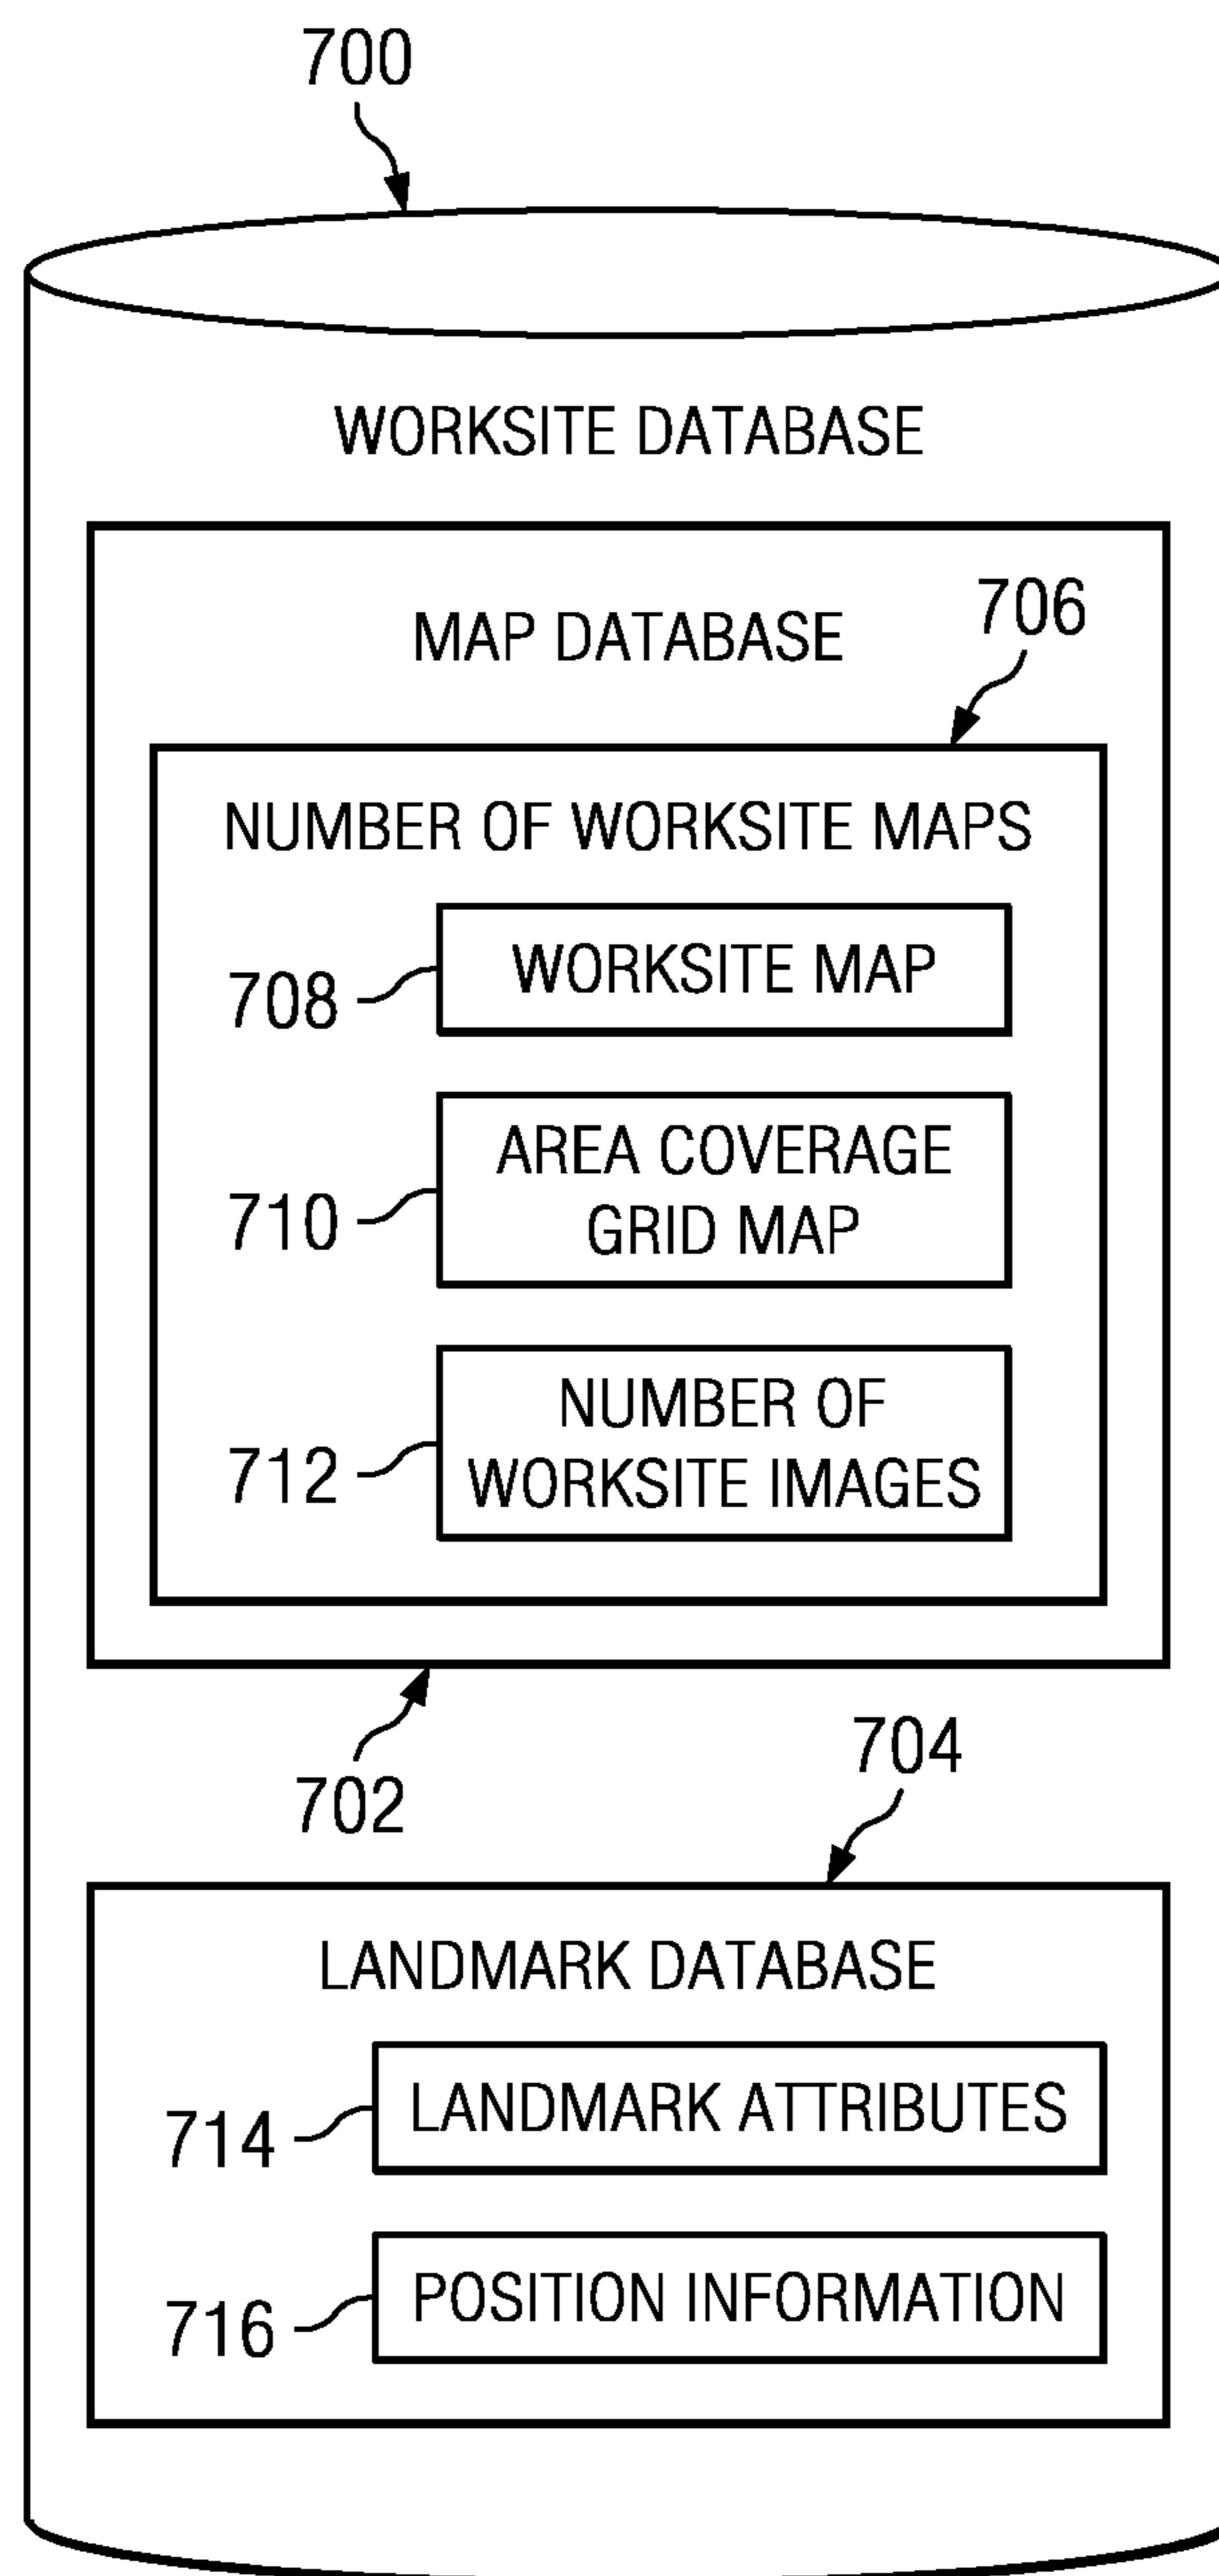 700
WORKSITE DATABASE
MAP DATABASE
706
NUMBER OF WORKSITE MAPS
WORKSITE MAP
708
AREA COVERAGE
GRID MAP
710
NUMBER OF
WORKSITE IMAGES
712
702
704
LANDMARK DATABASE
LANDMARK ATTRIBUTES
714
POSITION INFORMATION
716